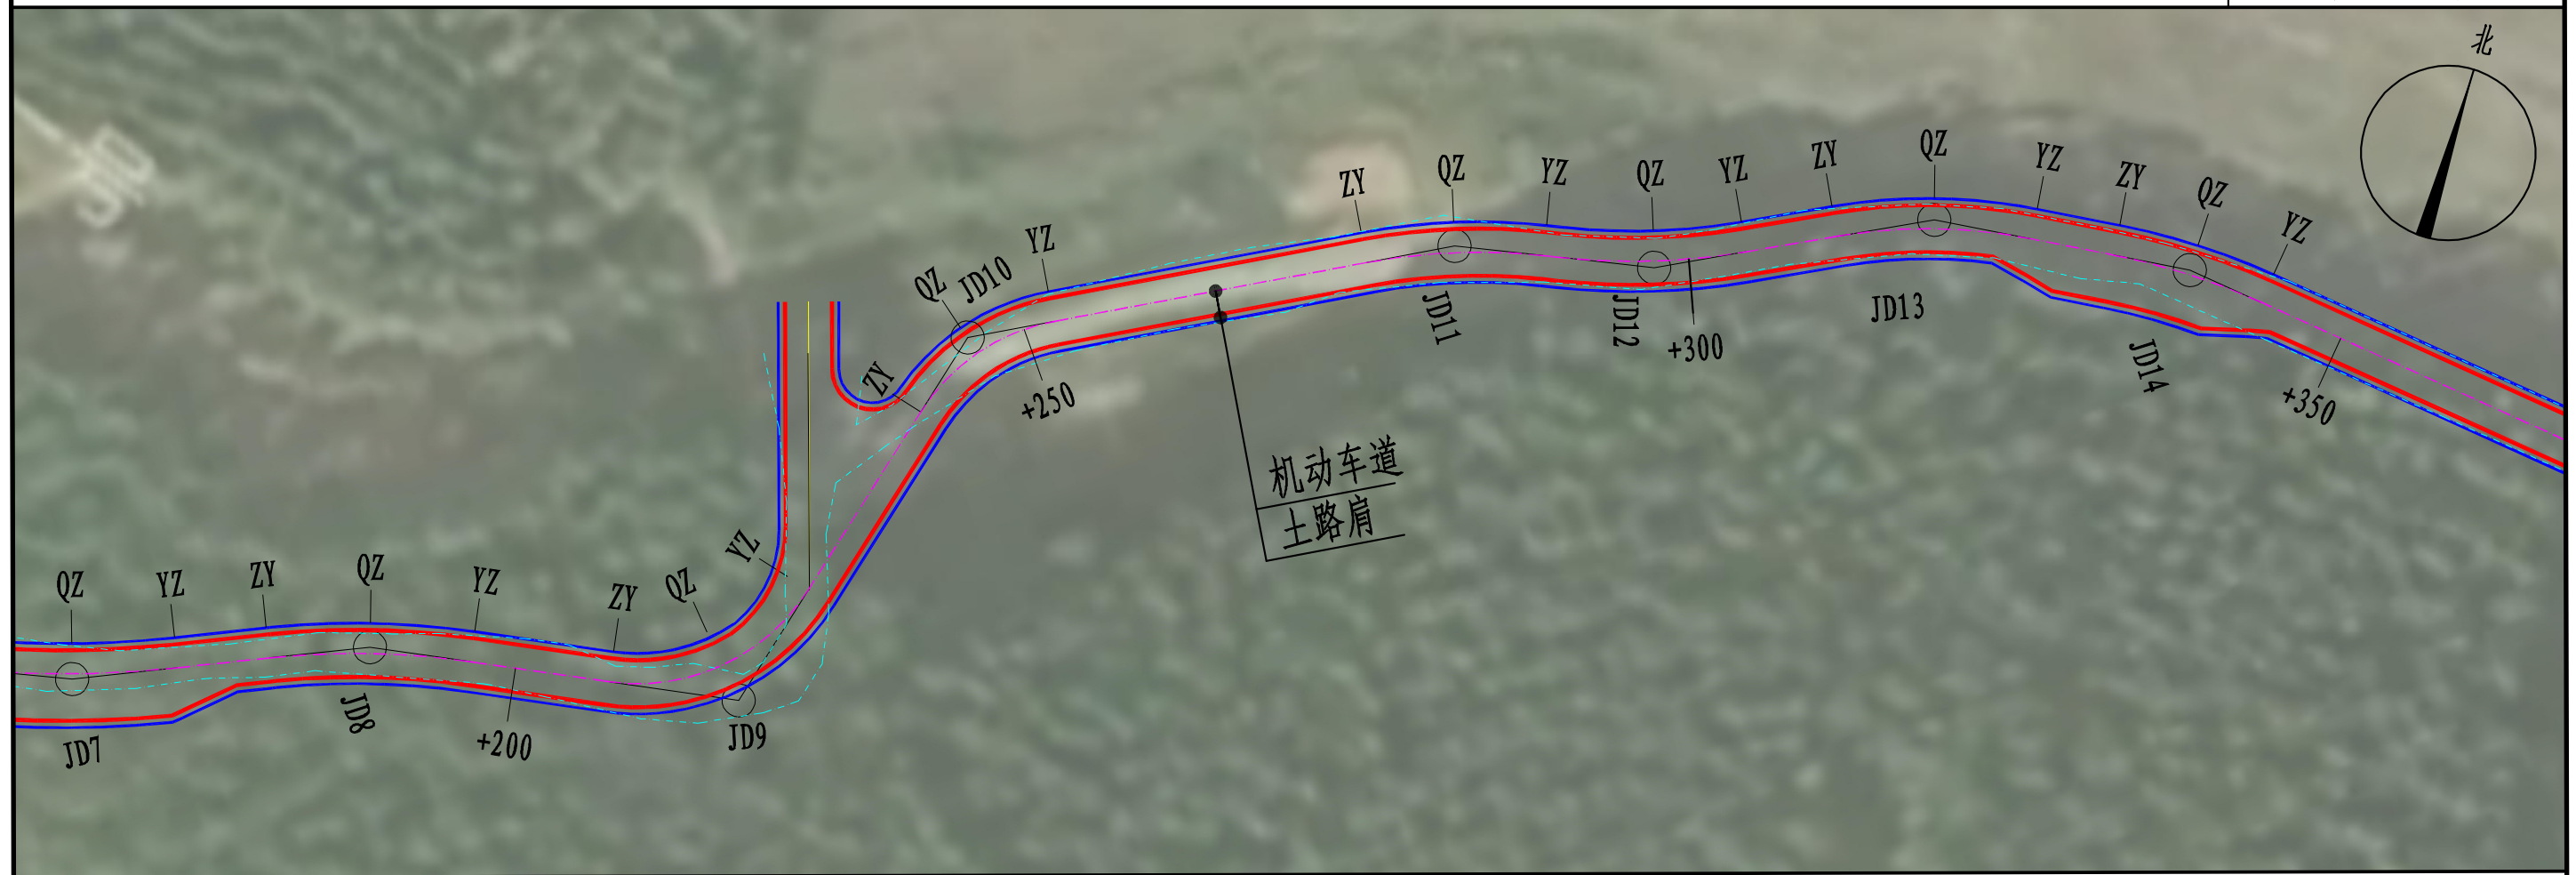 北
QZ
YZ
ZY
QZ
YZ
ZY
QZ
YZ
ZY
QZ
YZ
ZY
QZ
YZ
QZ
YZ
ZY
QZ
YZ
ZY
QZ
YZ
JD7
JD8
+200
JD9
JD10
+250
JD11
JD12
+300
JD13
JD14
+350
机动车道
土路肩